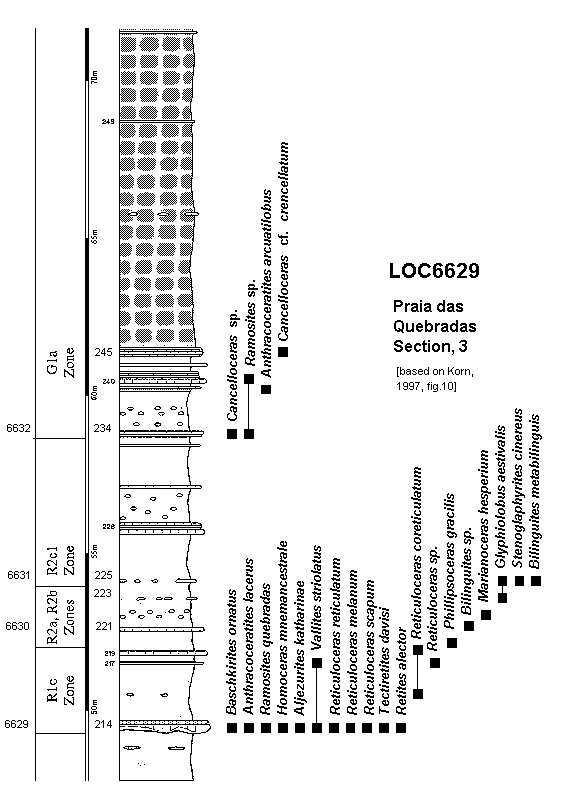 LOC6629
Praia das
Quebradas
Section, 3
[based on Korn,
1997, fig.10]
70m
249
65m
245
240
60m
234
228
55m
225
223
221
219
217
50m
214
G1a
Zone
R2c1
Zone
R2a, R2b
Zones
R1c
Zone
6632
6631
6630
6629
Cancelloceras sp.
Ramosites sp.
Anthracoceratites arcuatilobus
Cancelloceras cf. crencellatum
Baschkirites ornatus
Anthracoceratites lacerus
Ramosites quebradas
Homoceras mnemancestrale
Aljezurites katharinae
Vallites striolatus
Reticuloceras reticulatum
Reticuloceras melanum
Reticuloceras scapum
Tectiretites davisi
Retites alector
Reticuloceras coreticulatum
Reticuloceras sp.
Phillipsoceras gracilis
Bilinguites sp.
Marianoceras hesperium
Glyphiolobus aestivalis
Stenoglaphyrites cinereus
Bilinguites metabilinguis